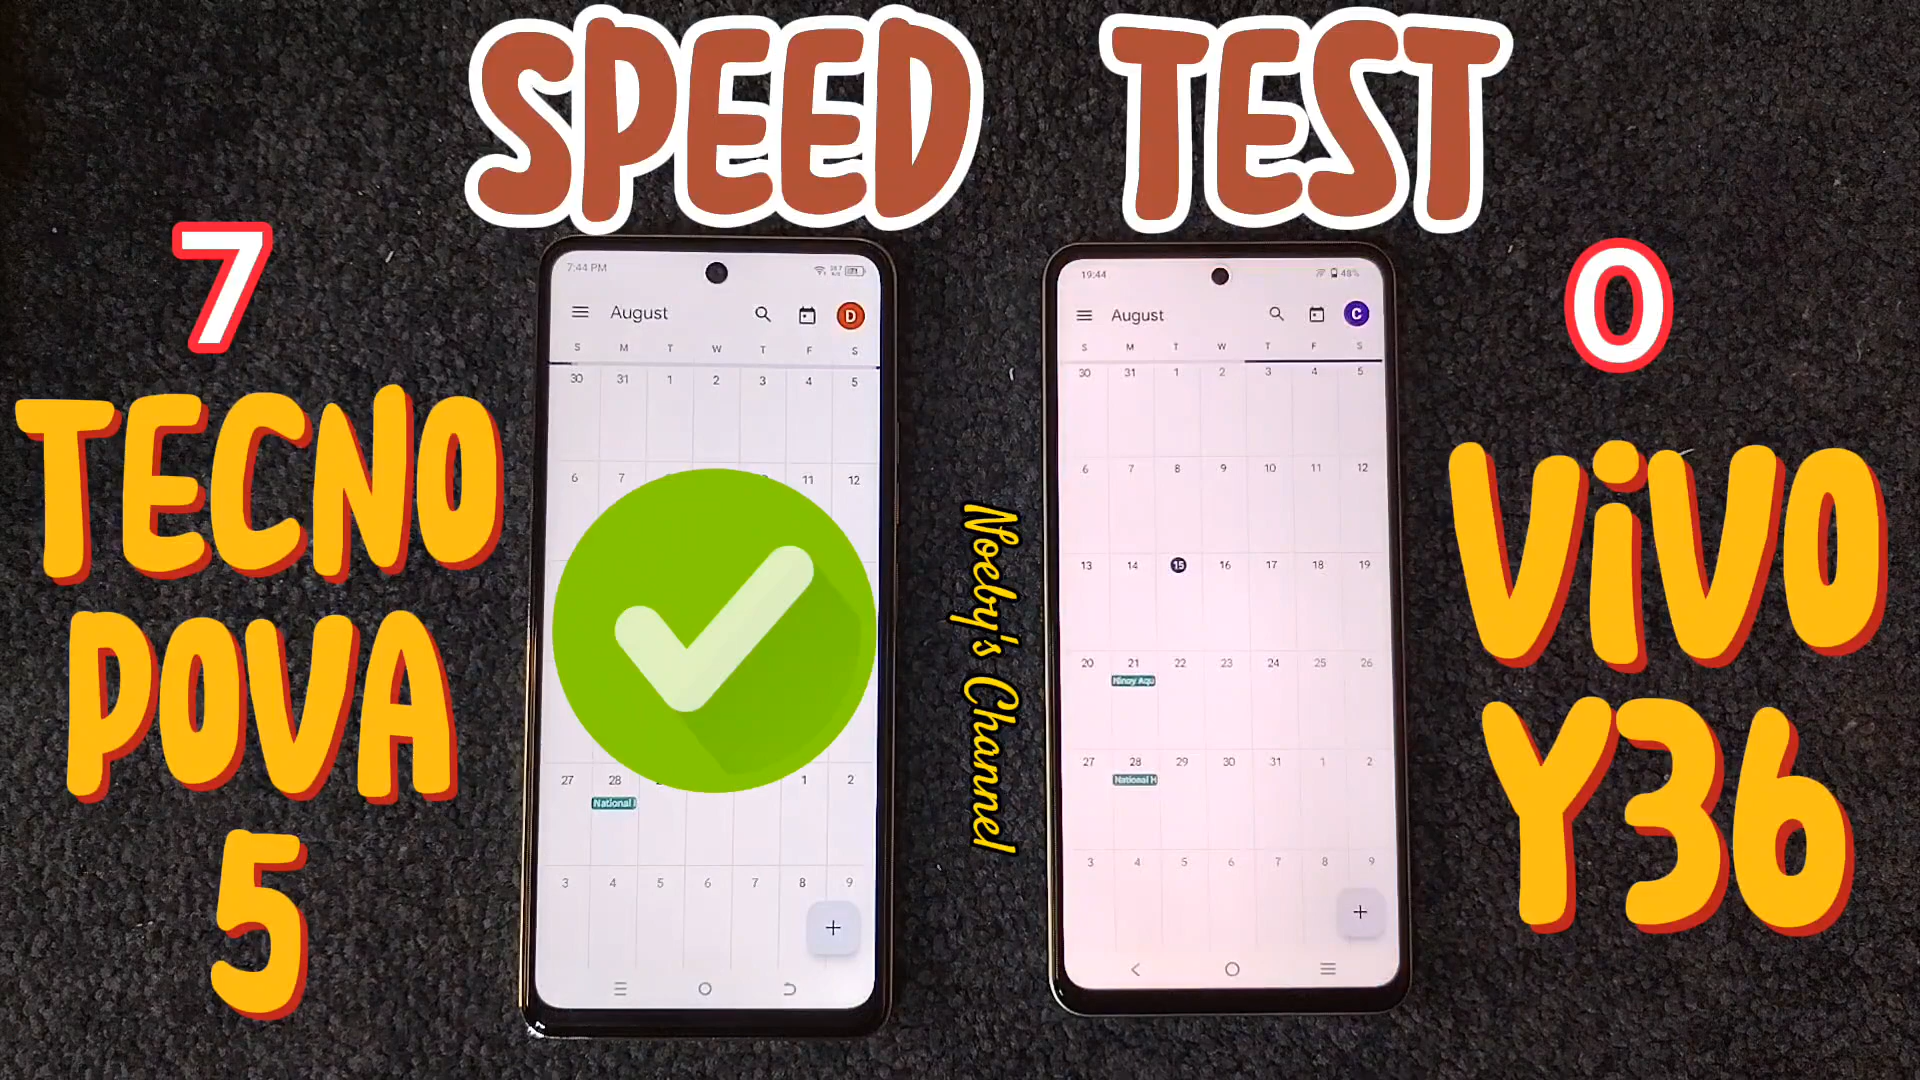 SPEED TEST
7
TECNO
POVA
5
0
ViVO
Y36
Noeby's Channel
7:44 PM
August
D
S M T W T F S
30 31 1 2 3 4 5
6 7 11 12
27 28 1 2
National
3 4 5 6 7 8 9
+
19:44
48%
August
C
S M T W T F S
30 31 1 2 3 4 5
6 7 8 9 10 11 12
13 14 15 16 17 18 19
20 21 22 23 24 25 26
Ninoy Aqu
27 28 29 30 31 1 2
National H
3 4 5 6 7 8 9
+